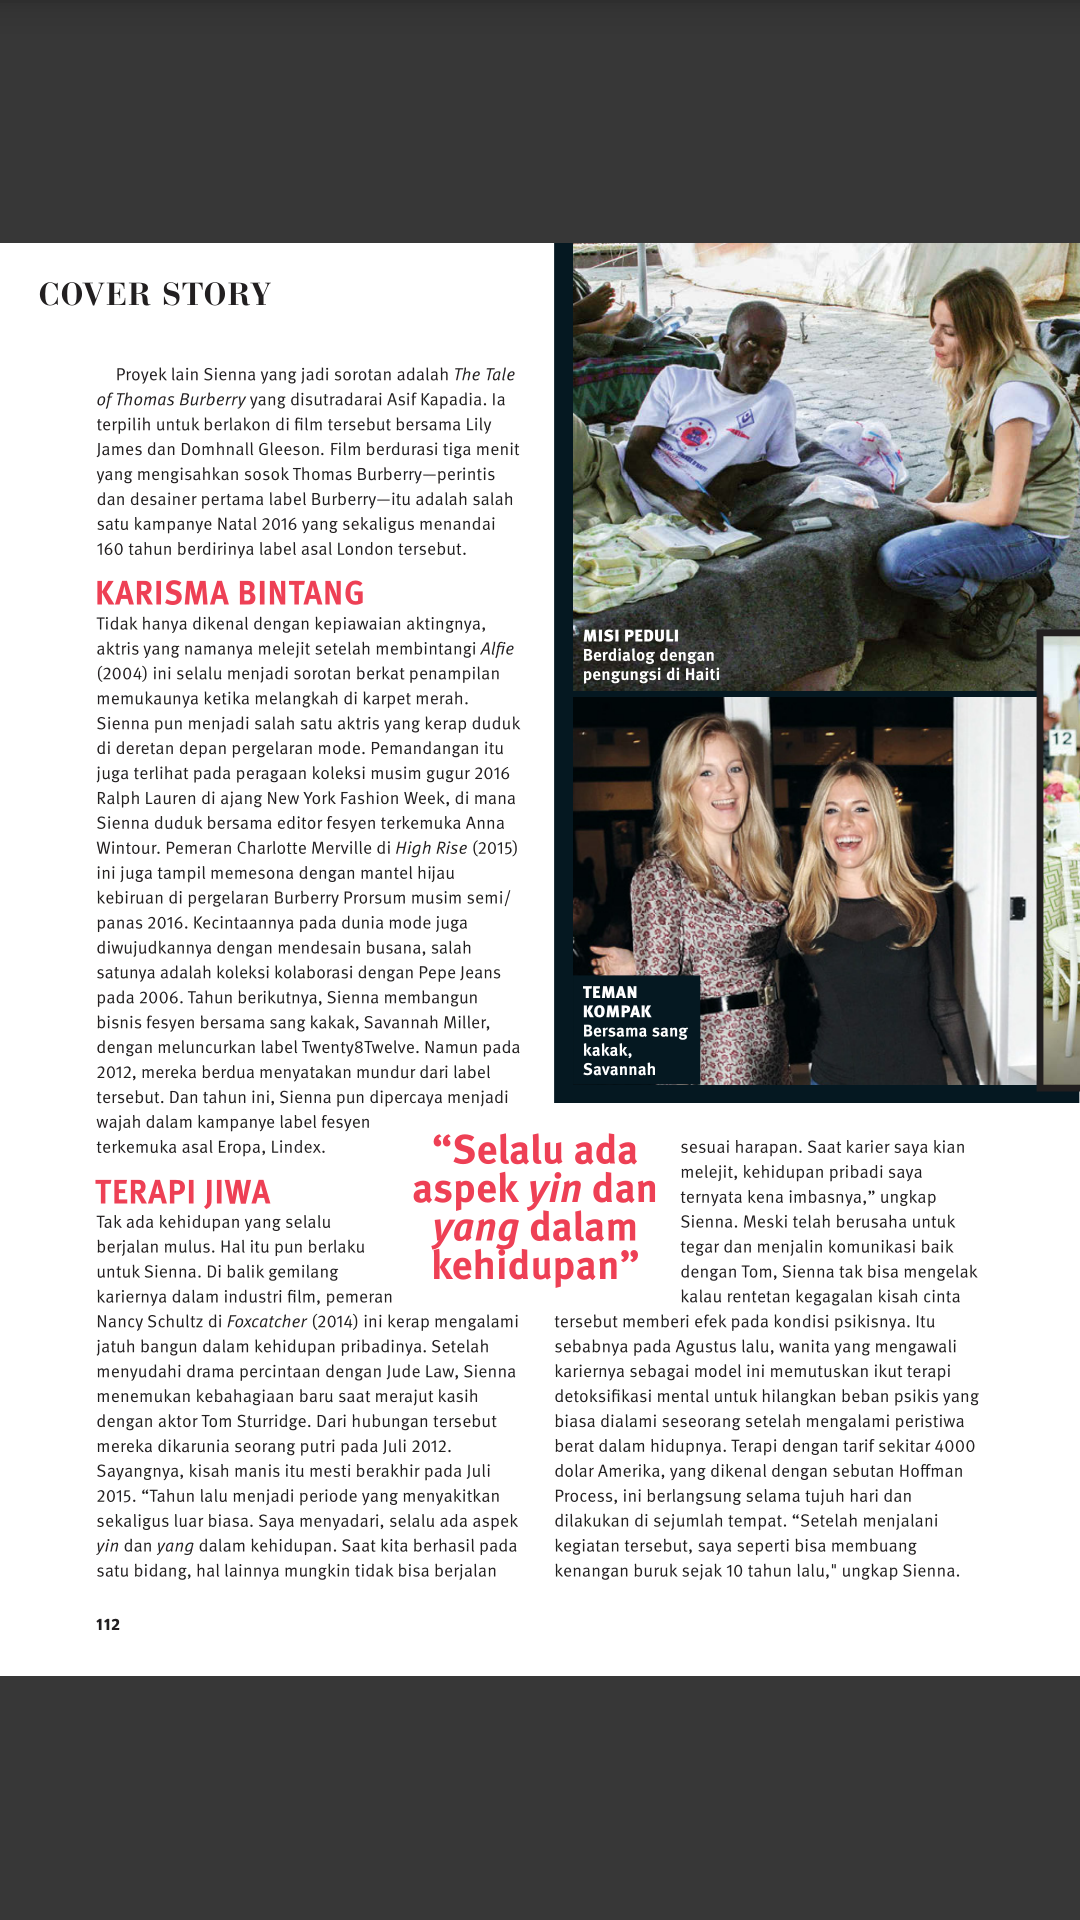 COVER STORY
Proyek lain Sienna yang jadi sorotan adalah The Tale
of Thomas Burberry yang disutradarai Asif Kapadia. Ia
terpilih untuk berlakon di film tersebut bersama Lily
James dan Domhnall Gleeson. Film berdurasi tiga menit
yang mengisahkan sosok Thomas Burberry—perintis
dan desainer pertama label Burberry—itu adalah salah
satu kampanye Natal 2016 yang sekaligus menandai
160 tahun berdirinya label asal London tersebut.
KARISMA BINTANG
Tidak hanya dikenal dengan kepiawaian aktingnya,
aktris yang namanya melejit setelah membintangi Alfie
(2004) ini selalu menjadi sorotan berkat penampilan
memukaunya ketika melangkah di karpet merah.
Sienna pun menjadi salah satu aktris yang kerap duduk
di deretan depan pergelaran mode. Pemandangan itu
juga terlihat pada peragaan koleksi musim gugur 2016
Ralph Lauren di ajang New York Fashion Week, di mana
Sienna duduk bersama editor fesyen terkemuka Anna
Wintour. Pemeran Charlotte Merville di High Rise (2015)
ini juga tampil memesona dengan mantel hijau
kebiruan di pergelaran Burberry Prorsum musim semi/
panas 2016. Kecintaannya pada dunia mode juga
diwujudkannya dengan mendesain busana, salah
satunya adalah koleksi kolaborasi dengan Pepe Jeans
pada 2006. Tahun berikutnya, Sienna membangun
bisnis fesyen bersama sang kakak, Savannah Miller,
dengan meluncurkan label Twenty8Twelve. Namun pada
2012, mereka berdua menyatakan mundur dari label
tersebut. Dan tahun ini, Sienna pun dipercaya menjadi
wajah dalam kampanye label fesyen
terkemuka asal Eropa, Lindex.
TERAPI JIWA
Tak ada kehidupan yang selalu
berjalan mulus. Hal itu pun berlaku
untuk Sienna. Di balik gemilang
kariernya dalam industri film, pemeran
Nancy Schultz di Foxcatcher (2014) ini kerap mengalami
jatuh bangun dalam kehidupan pribadinya. Setelah
menyudahi drama percintaan dengan Jude Law, Sienna
menemukan kebahagiaan baru saat merajut kasih
dengan aktor Tom Sturridge. Dari hubungan tersebut
mereka dikarunia seorang putri pada Juli 2012.
Sayangnya, kisah manis itu mesti berakhir pada Juli
2015. “Tahun lalu menjadi periode yang menyakitkan
sekaligus luar biasa. Saya menyadari, selalu ada aspek
yin dan yang dalam kehidupan. Saat kita berhasil pada
satu bidang, hal lainnya mungkin tidak bisa berjalan
MISI PEDULI
Berdialog dengan
pengungsi di Haiti
12
TEMAN
KOMPAK
Bersama sang
kakak,
Savannah
“Selalu ada
aspek yin dan
yang dalam
kehidupan”
sesuai harapan. Saat karier saya kian
melejit, kehidupan pribadi saya
ternyata kena imbasnya,” ungkap
Sienna. Meski telah berusaha untuk
tegar dan menjalin komunikasi baik
dengan Tom, Sienna tak bisa mengelak
kalau rentetan kegagalan kisah cinta
tersebut memberi efek pada kondisi psikisnya. Itu
sebabnya pada Agustus lalu, wanita yang mengawali
kariernya sebagai model ini memutuskan ikut terapi
detoksifikasi mental untuk hilangkan beban psikis yang
biasa dialami seseorang setelah mengalami peristiwa
berat dalam hidupnya. Terapi dengan tarif sekitar 4000
dolar Amerika, yang dikenal dengan sebutan Hoffman
Process, ini berlangsung selama tujuh hari dan
dilakukan di sejumlah tempat. “Setelah menjalani
kegiatan tersebut, saya seperti bisa membuang
kenangan buruk sejak 10 tahun lalu," ungkap Sienna.
112